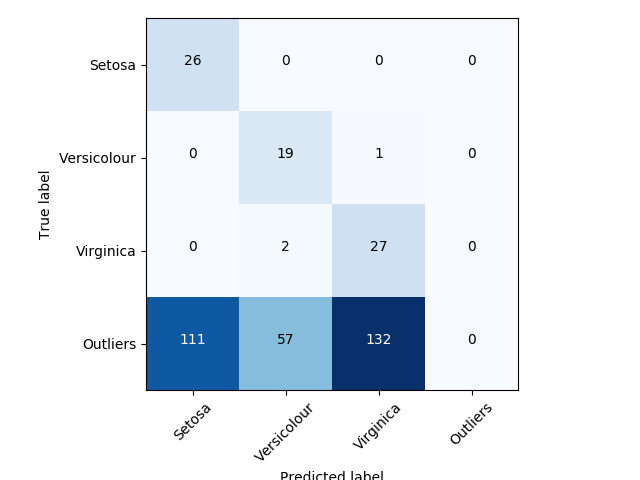 True label
Setosa 26 0 0 0
Versicolour 0 19 1 0
Virginica 0 2 27 0
Outliers 111 57 132 0
Setosa Versicolour Virginica Outliers
Predicted label